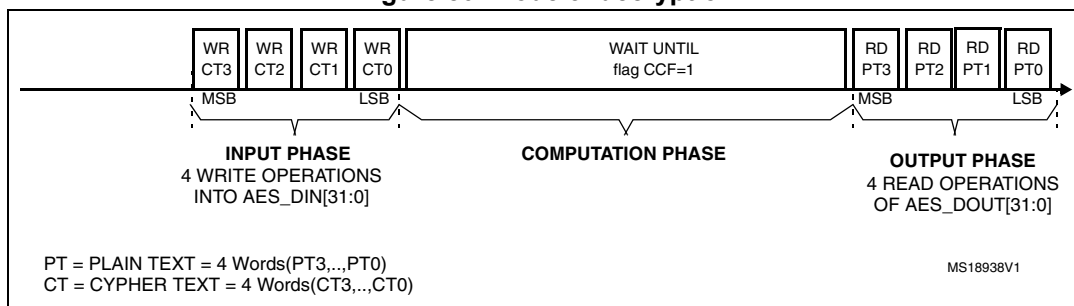 WR WR WR WR WAIT UNTIL RD RD RD RD
CT3 CT2 CT1 CT0 flag CCF=1 PT3 PT2 PT1 PT0
MSB LSB MSB LSB
INPUT PHASE COMPUTATION PHASE OUTPUT PHASE
4 WRITE OPERATIONS 4 READ OPERATIONS
INTO AES_DIN[31:0] OF AES_DOUT[31:0]
PT = PLAIN TEXT = 4 Words(PT3,..,PT0)
CT = CYPHER TEXT = 4 Words(CT3,..,CT0)
MS18938V1